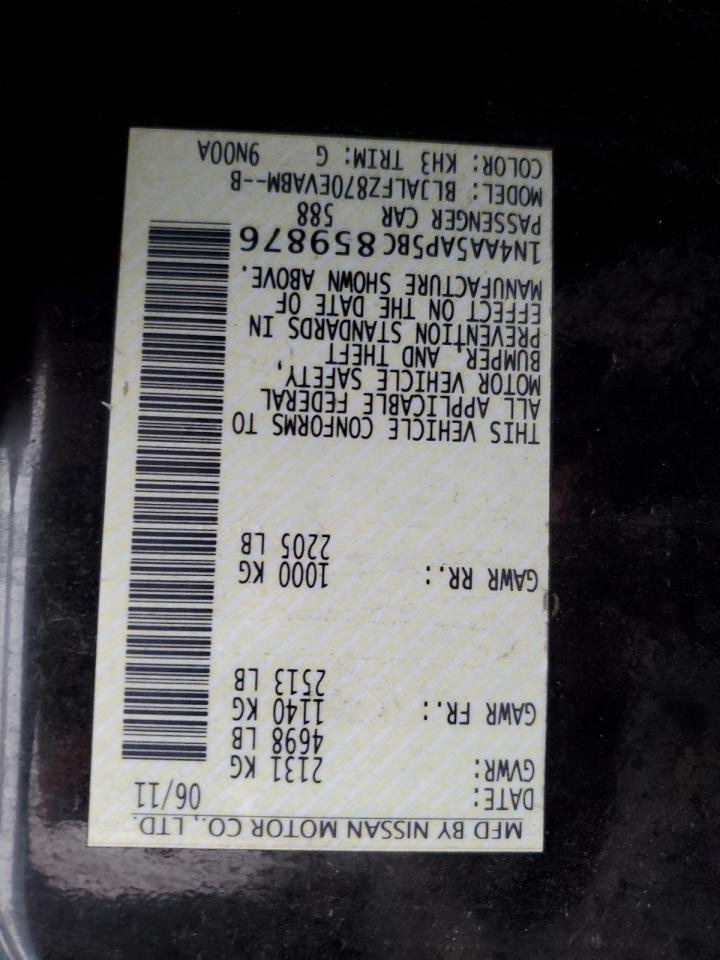 MFD BY NISSAN MOTOR CO., LTD.
DATE: 06/11
GVWR: 2131 KG
4698 LB
GAWR FR.: 1140 KG
2513 LB
GAWR RR.: 1000 KG
2205 LB
THIS VEHICLE CONFORMS TO
ALL APPLICABLE FEDERAL
MOTOR VEHICLE SAFETY,
BUMPER, AND THEFT
PREVENTION STANDARDS IN
EFFECT ON THE DATE OF
MANUFACTURE SHOWN ABOVE.
1N4AA5AP5BC859876
PASSENGER CAR 588
MODEL: BLJALFZ870EVABM--B
COLOR: KH3 TRIM: G 9N00A